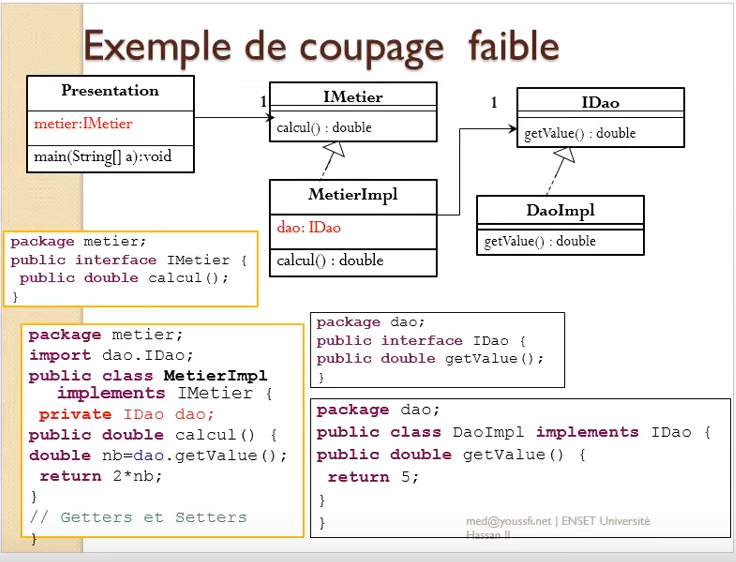 Exemple de coupage faible
Presentation
metier:IMetier
main(String[] a):void
1
IMetier
calcul() : double
1
IDao
getValue() : double
MetierImpl
dao: IDao
calcul() : double
DaoImpl
getValue() : double
package metier;
public interface IMetier {
public double calcul();
}
package metier;
import dao.IDao;
public class MetierImpl
implements IMetier {
private IDao dao;
public double calcul() {
double nb=dao.getValue();
return 2*nb;
}
// Getters et Setters
}
package dao;
public interface IDao {
public double getValue();
}
package dao;
public class DaoImpl implements IDao {
public double getValue() {
return 5;
}
}
med@youssfi.net | ENSET Université
Hassan II